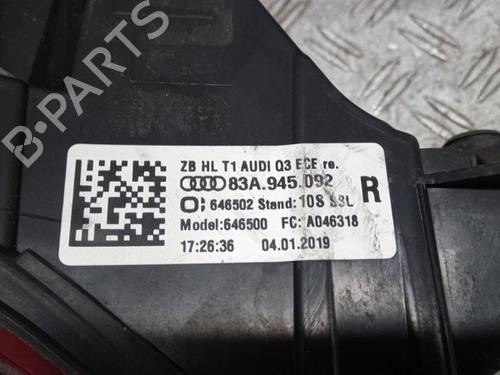 ZB HL T1 AUDI Q3 ECE re.
83A.945.092
R
646502 Stand: 10S SBL
Model:646500 FC: A046318
17:26:36 04.01.2019
B-PARTS